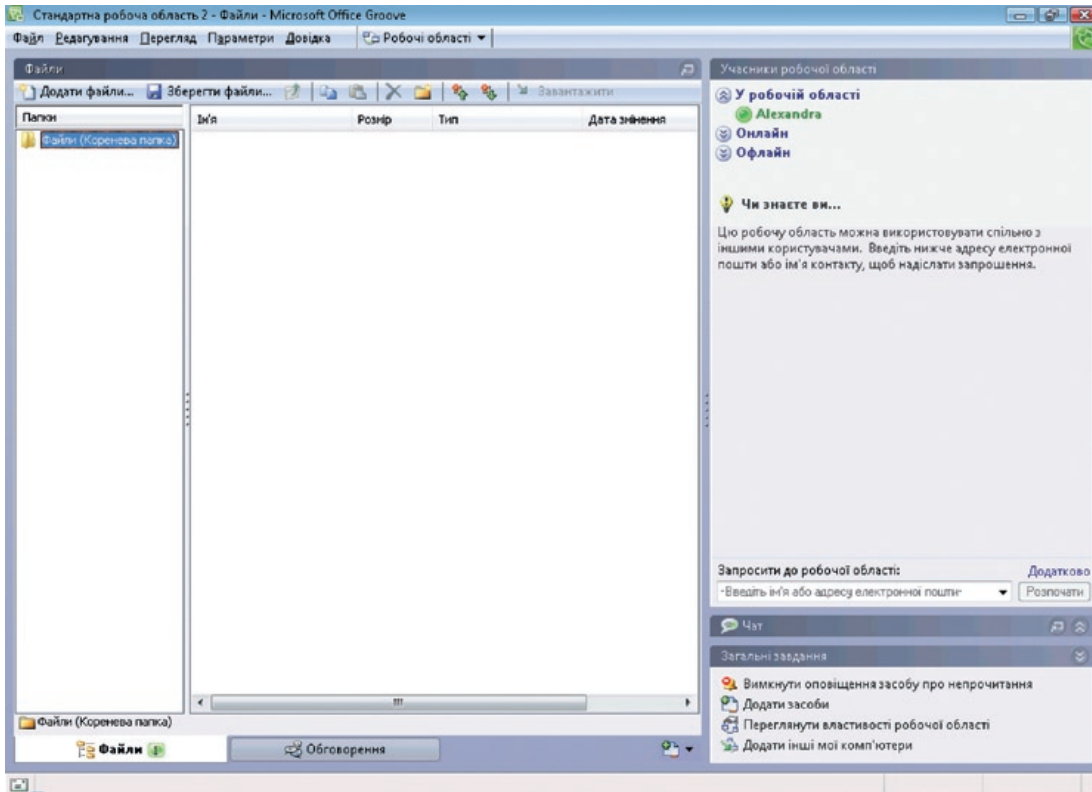 Стандартна робоча область 2 - Файли - Microsoft Office Groove
Файл Редагування Перегляд Параметри Довідка Робочі області
Файли
Додати файли... Зберегти файли... Завантажити
Папки
Файли (Коренева папка)
Ім'я Розмір Тип Дата змінення
Файли (Коренева папка)
Файли Обговорення
Учасники робочої області
У робочій області
Alexandra
Онлайн
Офлайн
Чи знаєте ви...
Цю робочу область можна використовувати спільно з
іншими користувачами. Введіть нижче адресу електронної
пошти або ім'я контакту, щоб надіслати запрошення.
Запросити до робочої області:
Додатково
-Введіть ім'я або адресу електронної пошти-
Розпочати
Чат
Загальні завдання
Вимкнути оповіщення засобу про непрочитання
Додати засоби
Переглянути властивості робочої області
Додати інші мої комп'ютери